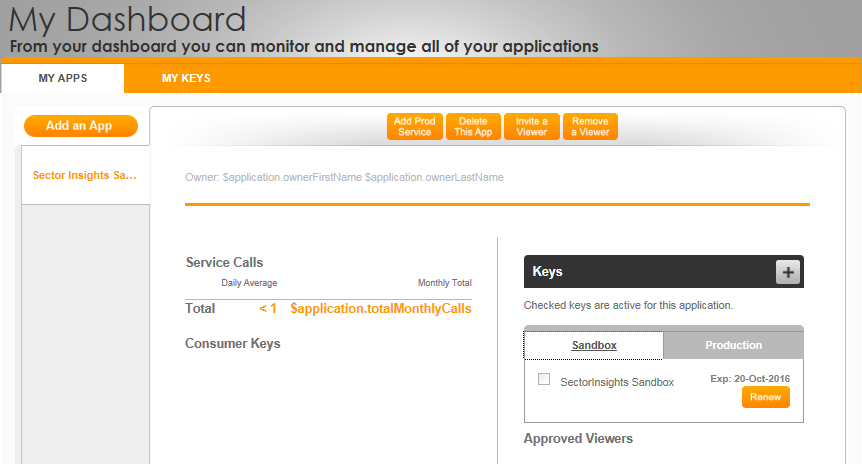 My Dashboard
From your dashboard you can monitor and manage all of your applications
MY APPS
MY KEYS
Add an App
Sector Insights Sa...
Add Prod
Service
Delete
This App
Invite a
Viewer
Remove
a Viewer
Owner: $application.ownerFirstName $application.ownerLastName
Service Calls
Daily Average
Monthly Total
Total < 1 $application.totalMonthlyCalls
Consumer Keys
Keys
+
Checked keys are active for this application.
Sandbox
Production
SectorInsights Sandbox
Exp: 20-Oct-2016
Renew
Approved Viewers